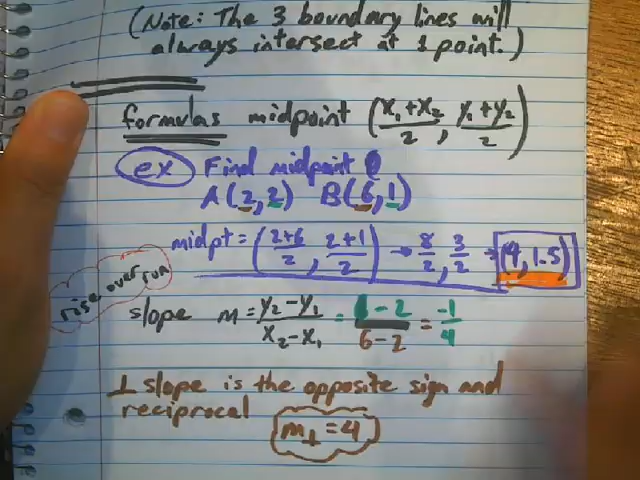 (Note: The 3 boundary lines will
always intersect at 1 point.)
formulas midpoint (x₁+x₂/2, y₁+y₂/2)
ex Find midpoint
A(2,2) B(6,1)
midpt = (2+6/2, 2+1/2) → 8/2, 3/2 → (4, 1.5)
rise over run
slope m = y₂-y₁/x₂-x₁ = 1-2/6-2 = -1/4
⊥ slope is the opposite sign and
reciprocal
m⊥ = 4